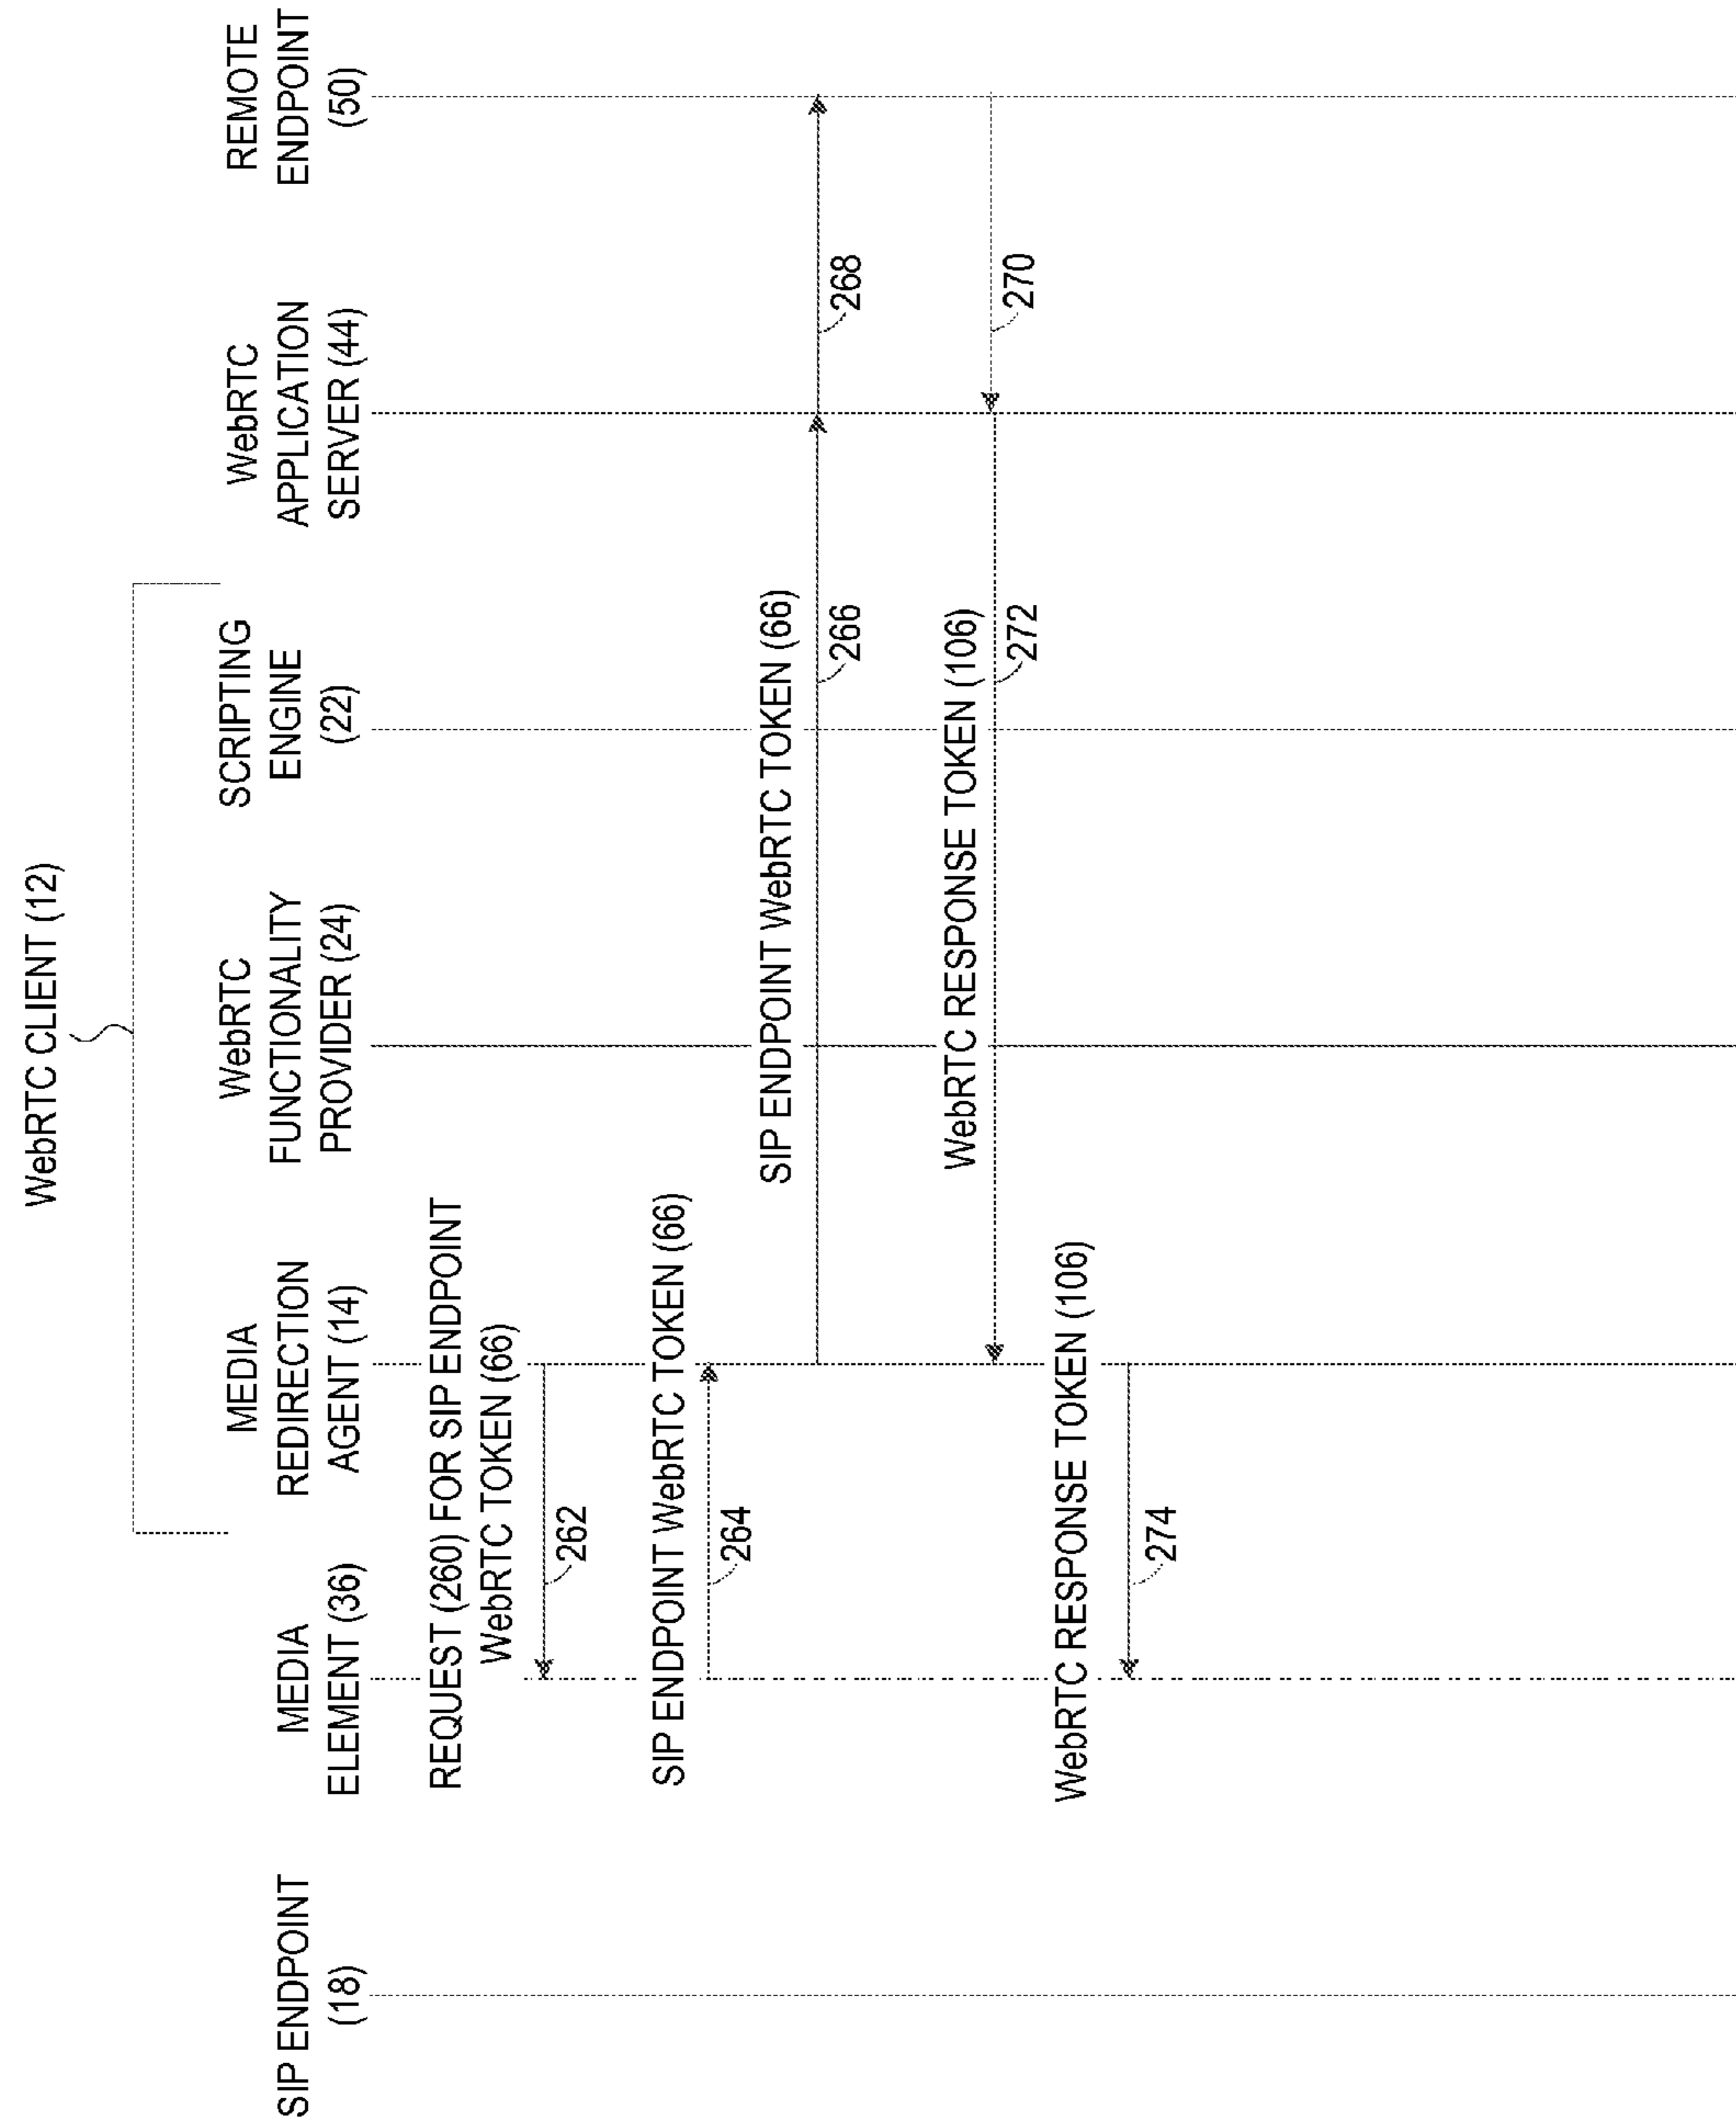 WebRTC CLIENT (12)
SIP ENDPOINT
(18)
MEDIA
ELEMENT (36)
MEDIA
REDIRECTION
AGENT (14)
WebRTC
FUNCTIONALITY
PROVIDER (24)
SCRIPTING
ENGINE
(22)
WebRTC
APPLICATION
SERVER (44)
REMOTE
ENDPOINT
(50)
REQUEST (260) FOR SIP ENDPOINT
WebRTC TOKEN (66)
262
SIP ENDPOINT WebRTC TOKEN (66)
264
SIP ENDPOINT WebRTC TOKEN (66)
266
268
270
WebRTC RESPONSE TOKEN (106)
272
WebRTC RESPONSE TOKEN (106)
274